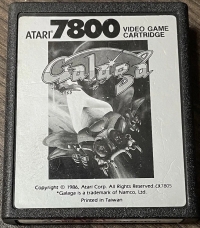 ATARI 7800 VIDEO GAME
CARTRIDGE
Galaga
Copyright © 1986, Atari Corp. All Rights Reserved CX7805
*Galaga is a trademark of Namco, Ltd.
Printed in Taiwan